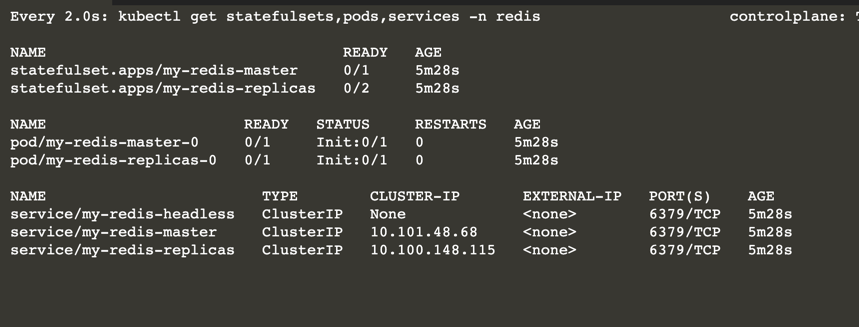 Every 2.0s: kubectl get statefulsets,pods,services -n redis controlplane:
NAME READY AGE
statefulset.apps/my-redis-master 0/1 5m28s
statefulset.apps/my-redis-replicas 0/2 5m28s
NAME READY STATUS RESTARTS AGE
pod/my-redis-master-0 0/1 Init:0/1 0 5m28s
pod/my-redis-replicas-0 0/1 Init:0/1 0 5m28s
NAME TYPE CLUSTER-IP EXTERNAL-IP PORT(S) AGE
service/my-redis-headless ClusterIP None <none> 6379/TCP 5m28s
service/my-redis-master ClusterIP 10.101.48.68 <none> 6379/TCP 5m28s
service/my-redis-replicas ClusterIP 10.100.148.115 <none> 6379/TCP 5m28s